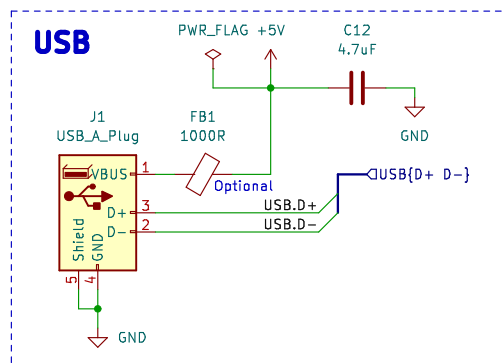 USB
PWR_FLAG +5V
C12
4.7uF
GND
J1
USB_A_Plug
FB1
1000R
Optional
VBUS
1
D+
3
D-
2
Shield
GND
5
4
USB.D+
USB.D-
USB{D+ D-}
GND